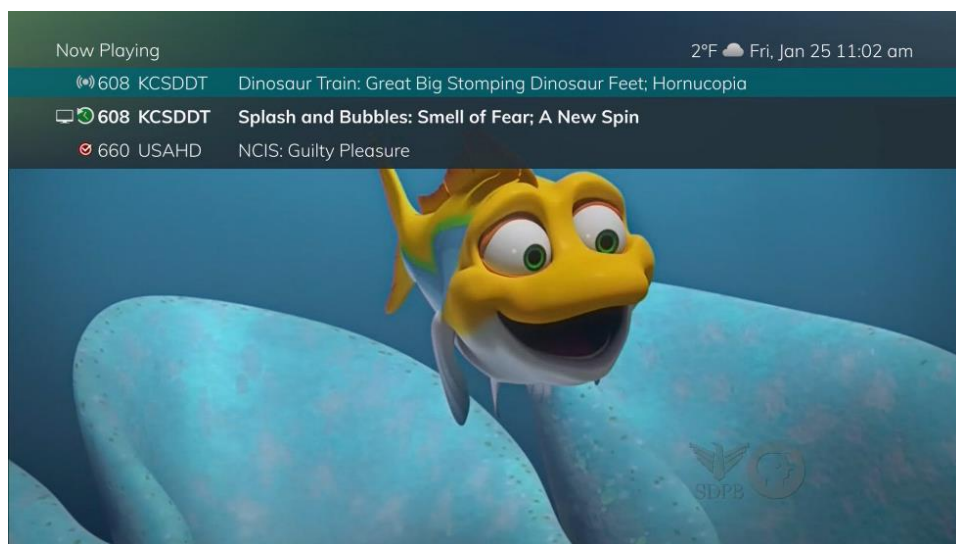 Now Playing 2°F Fri, Jan 25 11:02 am
608 KCSDDT Dinosaur Train: Great Big Stomping Dinosaur Feet; Hornucopia
608 KCSDDT Splash and Bubbles: Smell of Fear; A New Spin
660 USAHD NCIS: Guilty Pleasure
SDPB